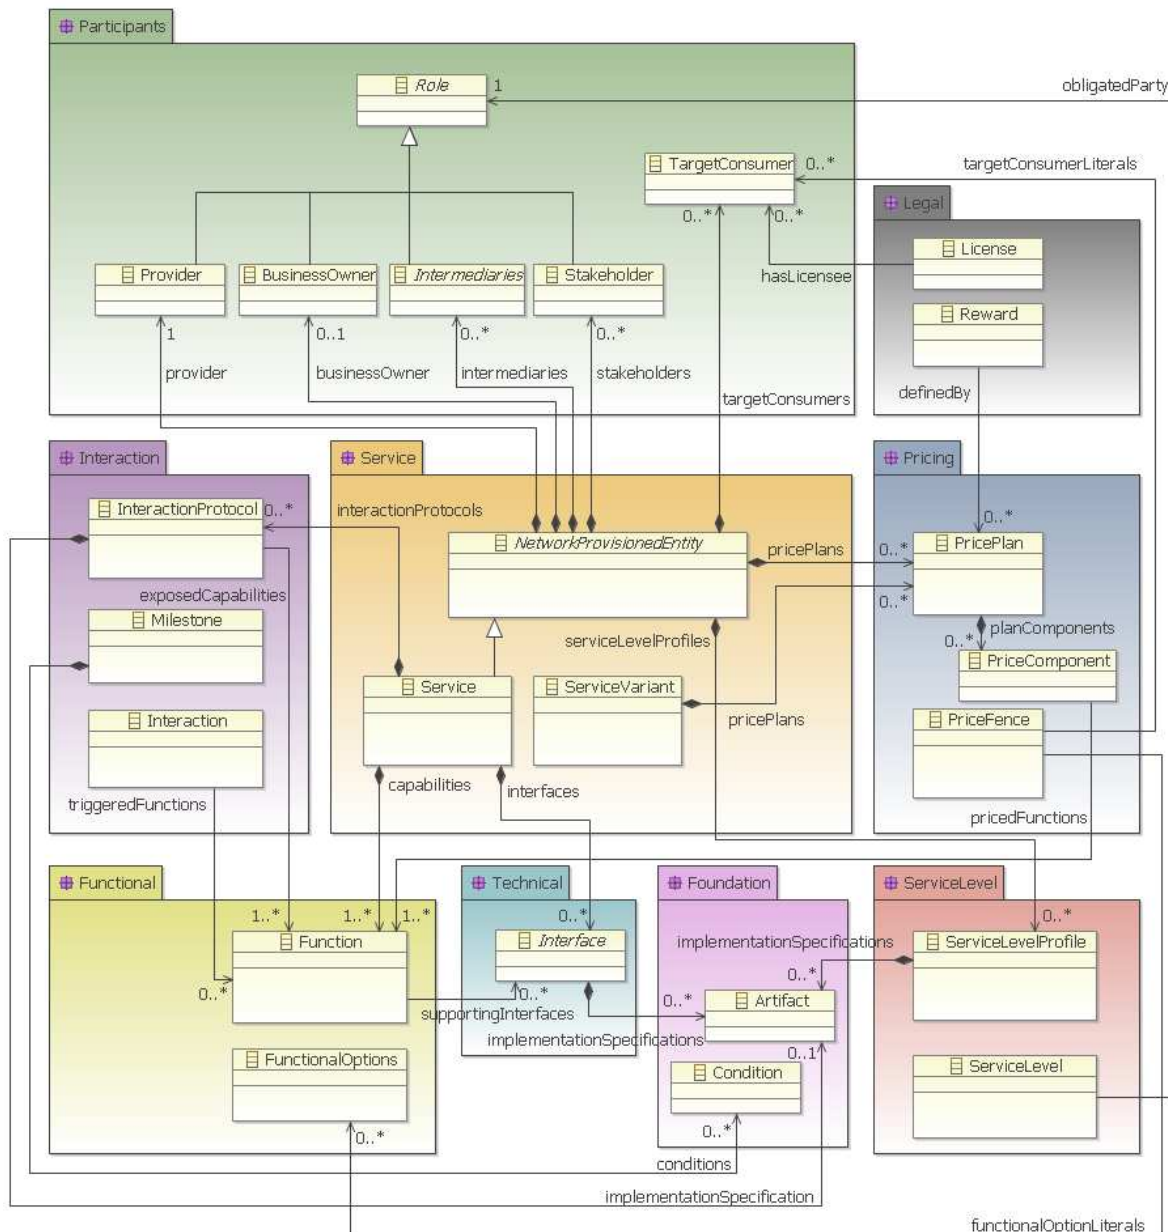 Participants
Role
1
obligatedParty
TargetConsumer
0..*
targetConsumerLiterals
0..*
0..*
Legal
License
hasLicensee
Reward
definedBy
Provider
BusinessOwner
Intermediaries
Stakeholder
1
0..1
0..*
0..*
provider
businessOwner
intermediaries
stakeholders
targetConsumers
Interaction
Service
Pricing
InteractionProtocol
0..*
interactionProtocols
NetworkProvisionedEntity
pricePlans
0..*
0..*
PricePlan
0..*
exposedCapabilities
Milestone
serviceLevelProfiles
planComponents
0..*
PriceComponent
Service
ServiceVariant
pricePlans
Interaction
PriceFence
triggeredFunctions
capabilities
interfaces
pricedFunctions
Functional
Technical
Foundation
ServiceLevel
1..*
1..*
1..*
0..*
0..*
Function
Interface
implementationSpecifications
ServiceLevelProfile
0..*
0..*
0..*
0..*
Artifact
supportingInterfaces
implementationSpecifications
0..1
FunctionalOptions
Condition
ServiceLevel
0..*
0..*
conditions
implementationSpecification
functionalOptionLiterals